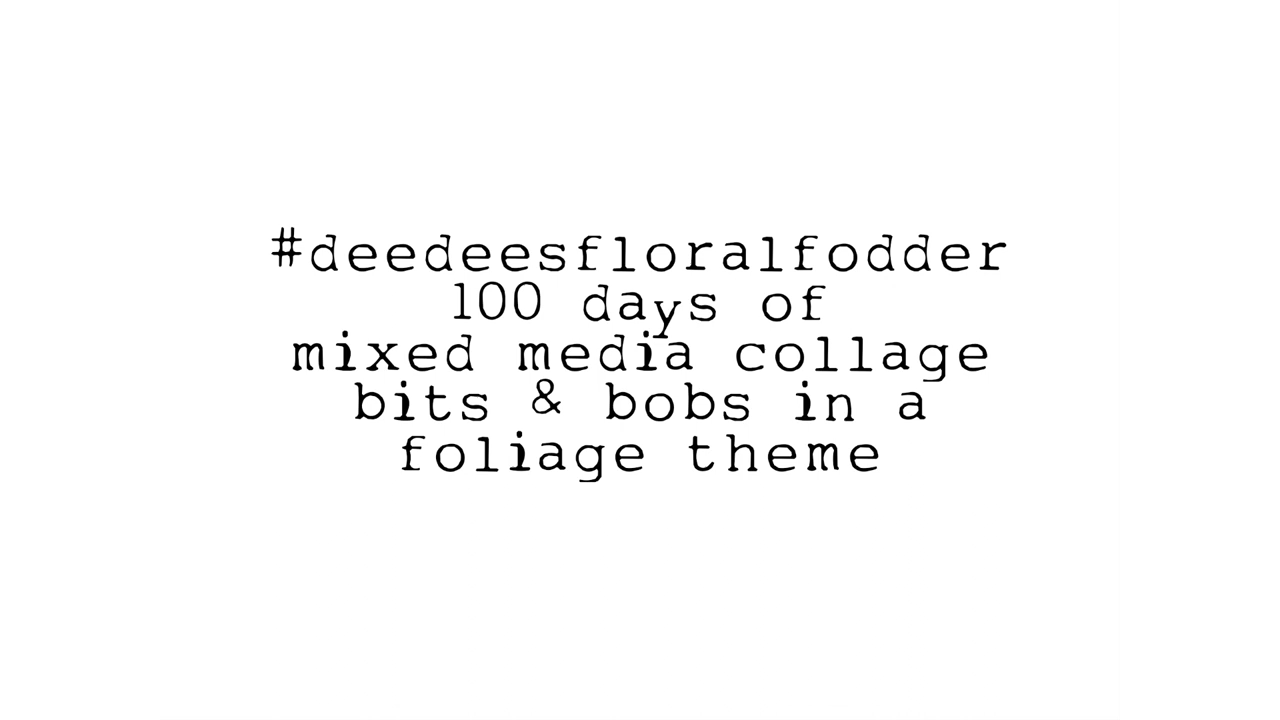 #deedeesfloralfodder
100 days of
mixed media collage
bits & bobs in a
foliage theme